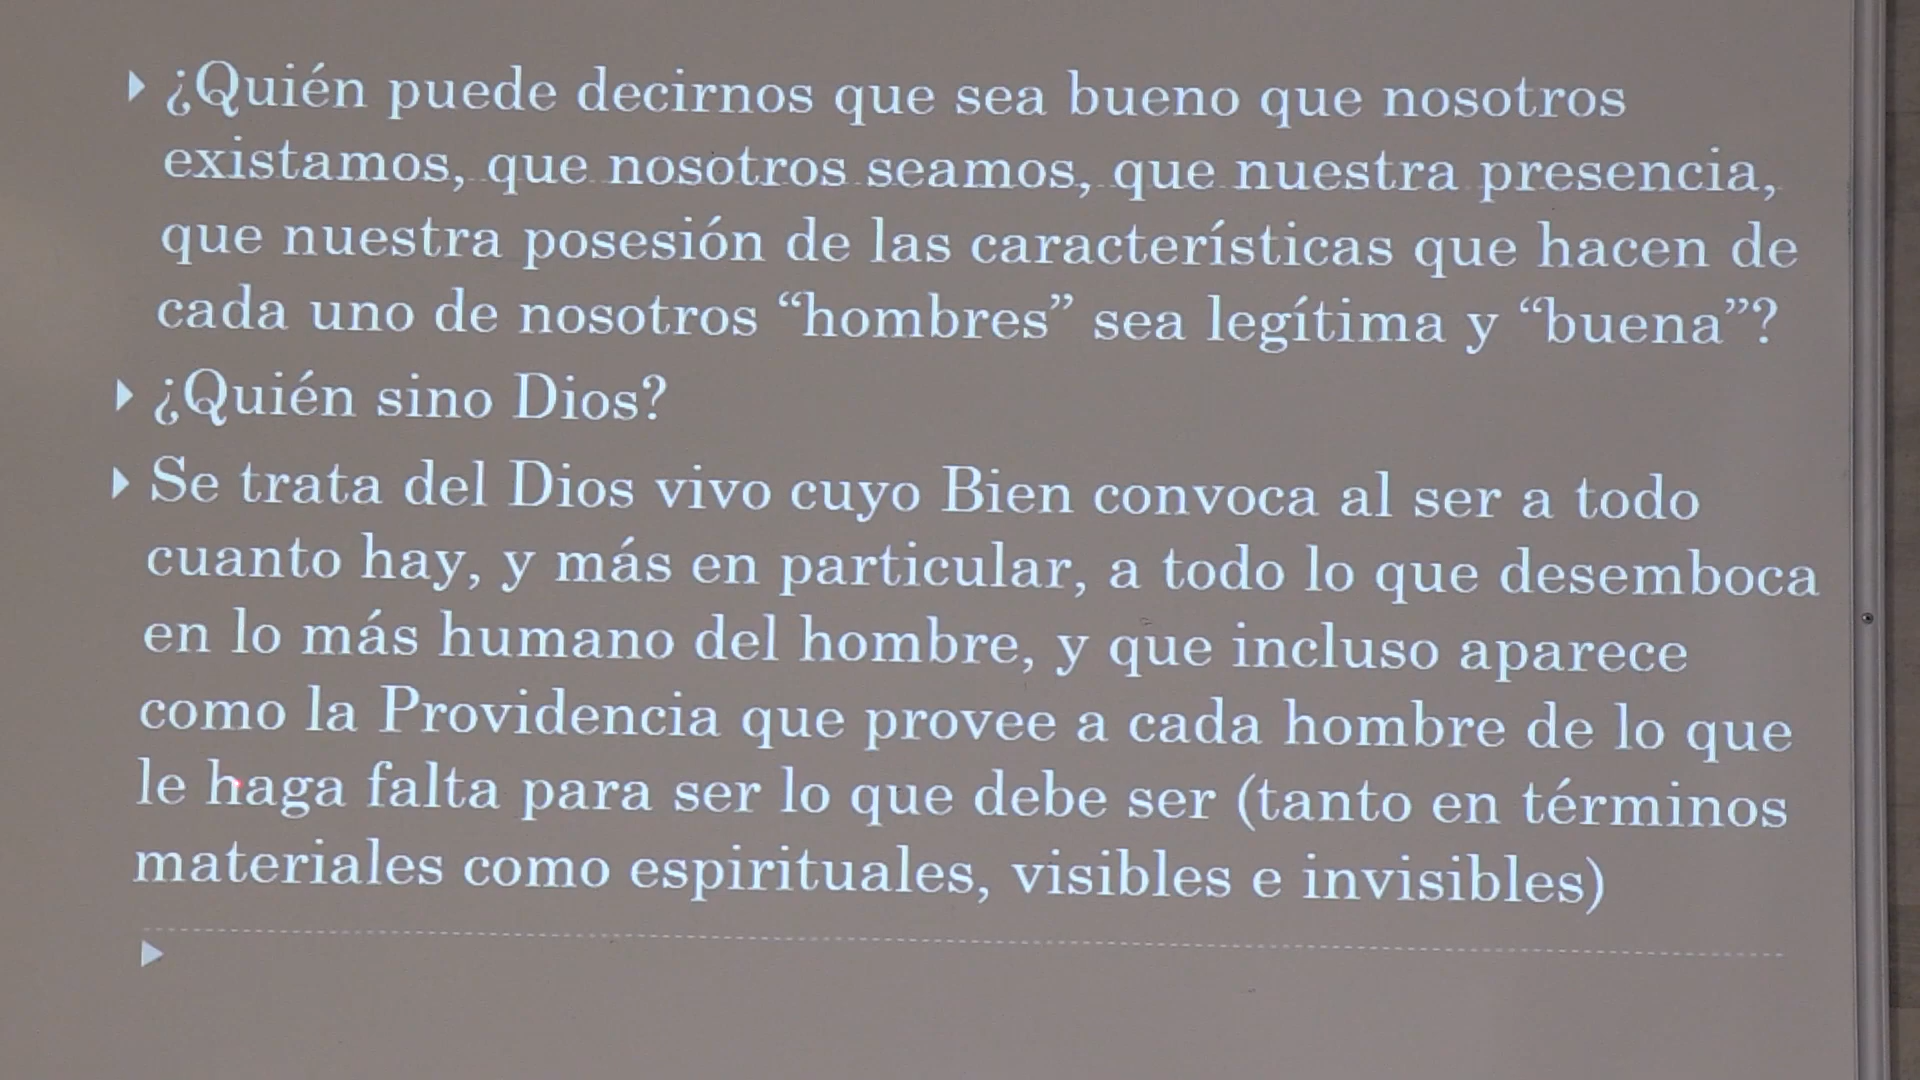 ¿Quién puede decirnos que sea bueno que nosotros
existamos, que nosotros seamos, que nuestra presencia,
que nuestra posesión de las características que hacen de
cada uno de nosotros “hombres” sea legítima y “buena”?
¿Quién sino Dios?
Se trata del Dios vivo cuyo Bien convoca al ser a todo
cuanto hay, y más en particular, a todo lo que desemboca
en lo más humano del hombre, y que incluso aparece
como la Providencia que provee a cada hombre de lo que
le haga falta para ser lo que debe ser (tanto en términos
materiales como espirituales, visibles e invisibles)